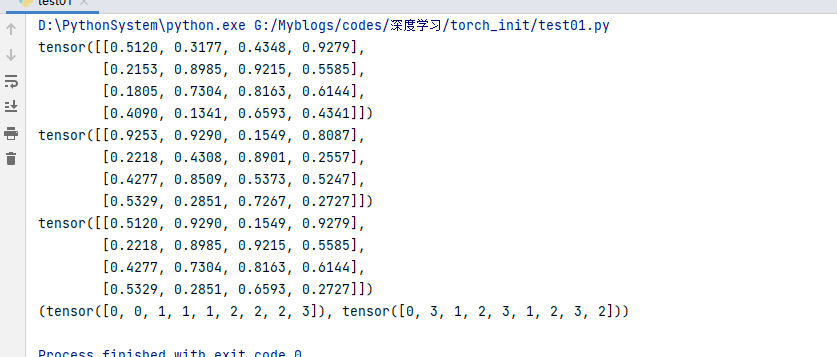 test01
D:\PythonSystem\python.exe G:/Myblogs/codes/深度学习/torch_init/test01.py
tensor([[0.5120, 0.3177, 0.4348, 0.9279],
        [0.2153, 0.8985, 0.9215, 0.5585],
        [0.1805, 0.7304, 0.8163, 0.6144],
        [0.4090, 0.1341, 0.6593, 0.4341]])
tensor([[0.9253, 0.9290, 0.1549, 0.8087],
        [0.2218, 0.4308, 0.8901, 0.2557],
        [0.4277, 0.8509, 0.5373, 0.5247],
        [0.5329, 0.2851, 0.7267, 0.2727]])
tensor([[0.5120, 0.9290, 0.1549, 0.9279],
        [0.2218, 0.8985, 0.9215, 0.5585],
        [0.4277, 0.7304, 0.8163, 0.6144],
        [0.5329, 0.2851, 0.6593, 0.2727]])
(tensor([0, 0, 1, 1, 1, 2, 2, 2, 3]), tensor([0, 3, 1, 2, 3, 1, 2, 3, 2]))
Process finished with exit code 0